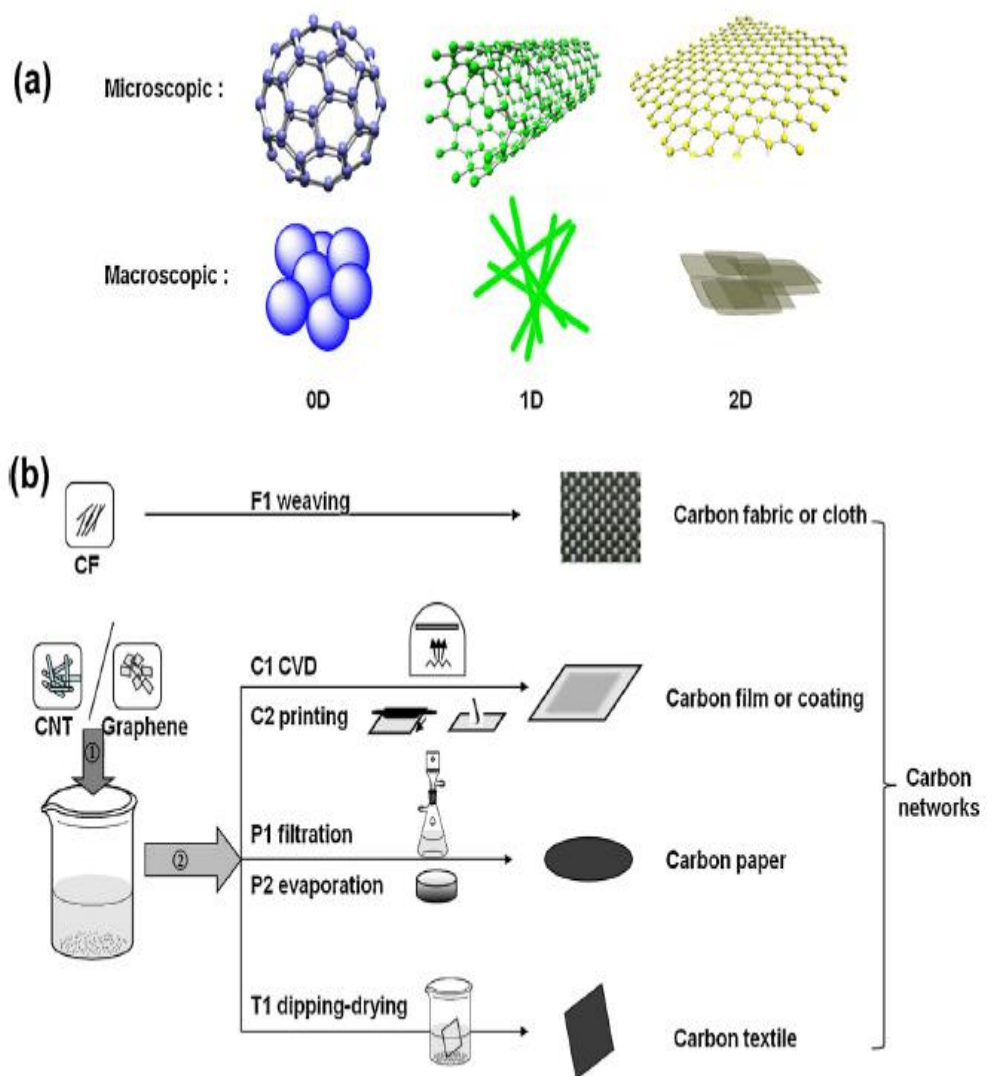 (a)
Microscopic :
Macroscopic :
0D 1D 2D
(b)
F1 weaving
Carbon fabric or cloth
CF
CNT
Graphene
①
②
C1 CVD
C2 printing
Carbon film or coating
P1 filtration
P2 evaporation
Carbon paper
T1 dipping-drying
Carbon textile
Carbon
networks